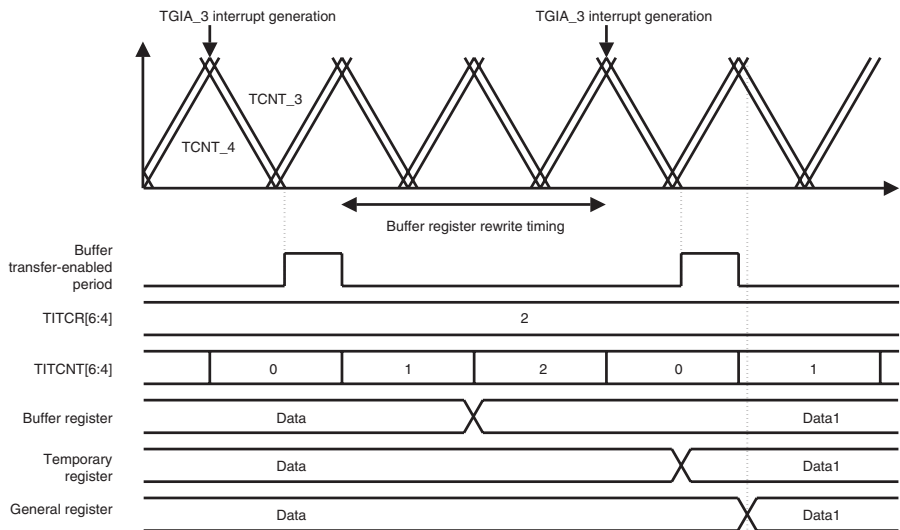 TGIA_3 interrupt generation
TGIA_3 interrupt generation
TCNT_3
TCNT_4
Buffer register rewrite timing
Buffer
transfer-enabled
period
TITCR[6:4]
2
TITCNT[6:4]
0
1
2
0
1
Buffer register
Data
Data1
Temporary
register
Data
Data1
General register
Data
Data1